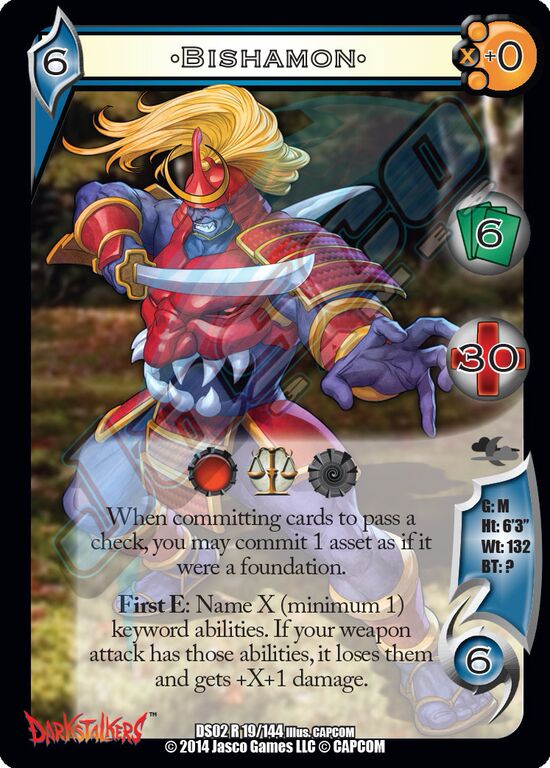 6
·BISHAMON·
X +0
6
30
G: M
Ht: 6'3"
Wt: 132
BT: ?
When committing cards to pass a
check, you may commit 1 asset as if it
were a foundation.
First E: Name X (minimum 1)
keyword abilities. If your weapon
attack has those abilities, it loses them
and gets +X+1 damage.
6
DARKSTALKERS™
DS02 R 19/144 Illus. CAPCOM
© 2014 Jasco Games LLC © CAPCOM